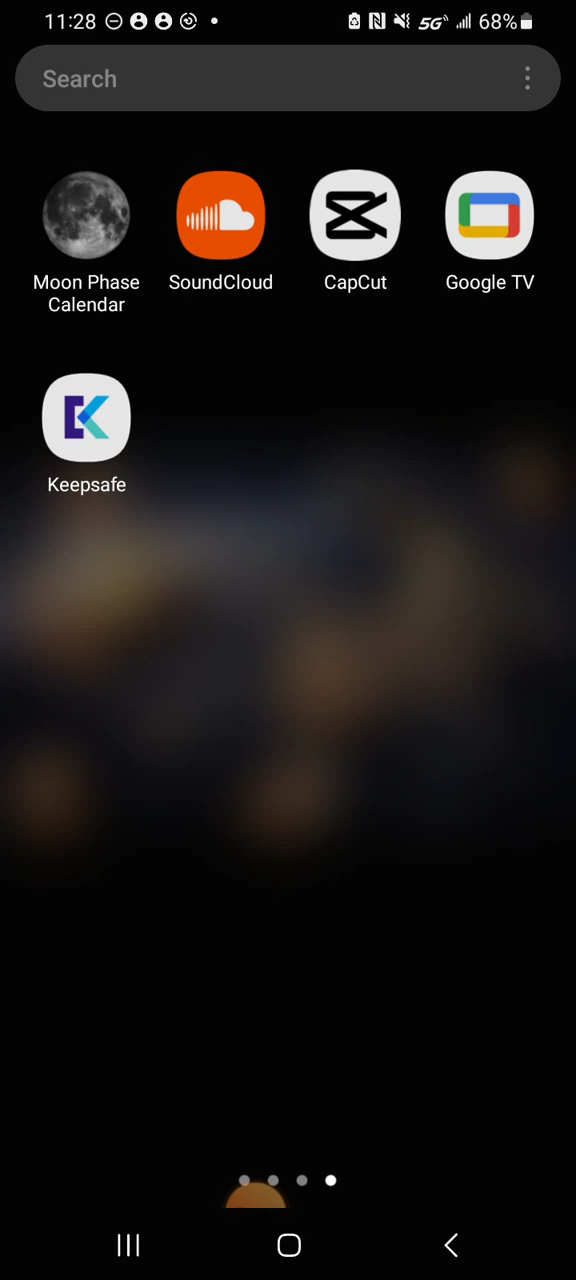 11:28 5G 68%
Search
Moon Phase Calendar
SoundCloud
CapCut
Google TV
Keepsafe